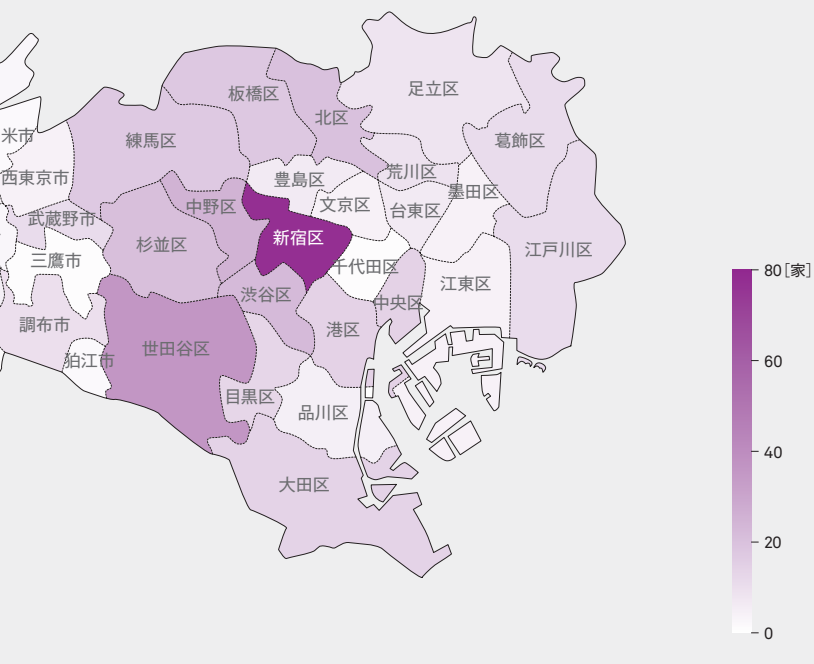 足立区
板橋区
北区
葛飾区
米市
練馬区
西東京市
荒川区
豊島区
墨田区
文京区
中野区
台東区
武蔵野市
新宿区
杉並区
江戸川区
三鷹市
千代田区
80[家]
江東区
渋谷区
中央区
調布市
港区
世田谷区
狛江市
60
目黒区
品川区
40
大田区
20
0